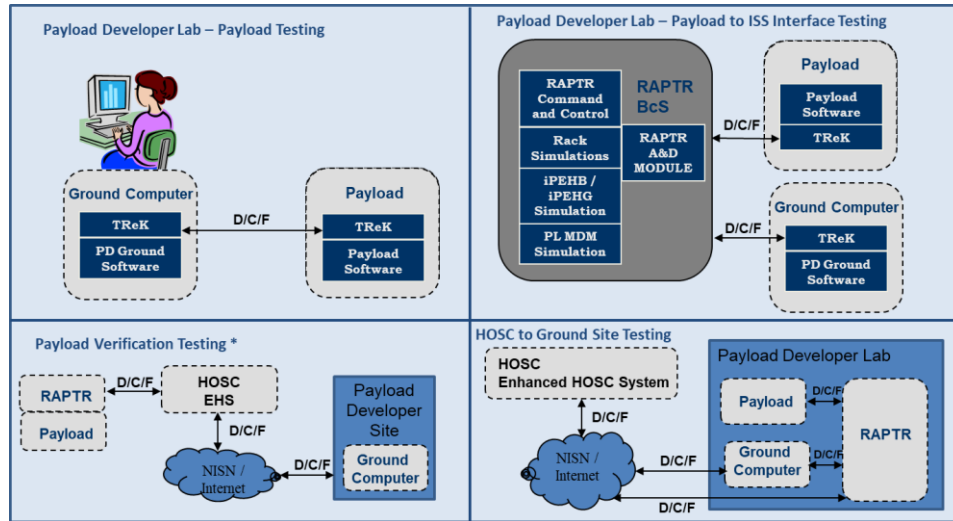 Payload Developer Lab – Payload Testing
Ground Computer
TReK
PD Ground
Software
D/C/F
Payload
TReK
Payload
Software
Payload Developer Lab – Payload to ISS Interface Testing
RAPTR
Command
and Control
Rack
Simulations
iPEHB /
iPEHG
Simulation
PL MDM
Simulation
RAPTR
BcS
RAPTR
A&D
MODULE
D/C/F
Payload
Payload
Software
TReK
D/C/F
Ground Computer
TReK
PD Ground
Software
Payload Verification Testing *
RAPTR
Payload
D/C/F
HOSC
EHS
D/C/F
NISN /
Internet
D/C/F
Payload
Developer
Site
Ground
Computer
HOSC to Ground Site Testing
HOSC
Enhanced HOSC System
D/C/F
NISN /
Internet
D/C/F
D/C/F
Payload Developer Lab
Payload
D/C/F
Ground
Computer
D/C/F
RAPTR